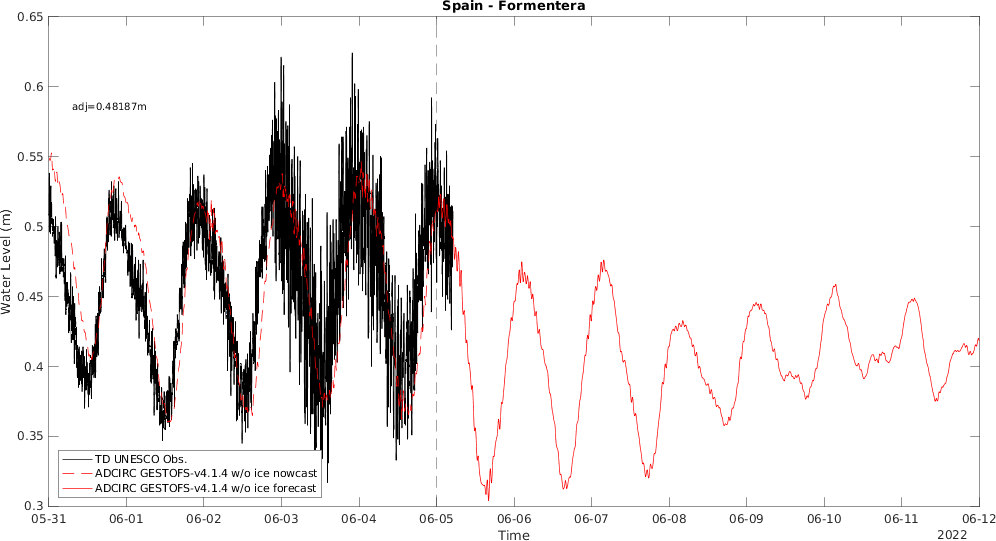 Spain - Formentera
0.65
0.6
0.55
0.5
0.45
0.4
0.35
0.3
Water Level (m)
adj=0.48187m
TD UNESCO Obs.
ADCIRC GESTOFS-v4.1.4 w/o ice nowcast
ADCIRC GESTOFS-v4.1.4 w/o ice forecast
05-31 06-01 06-02 06-03 06-04 06-05 06-06 06-07 06-08 06-09 06-10 06-11 06-12
Time
2022